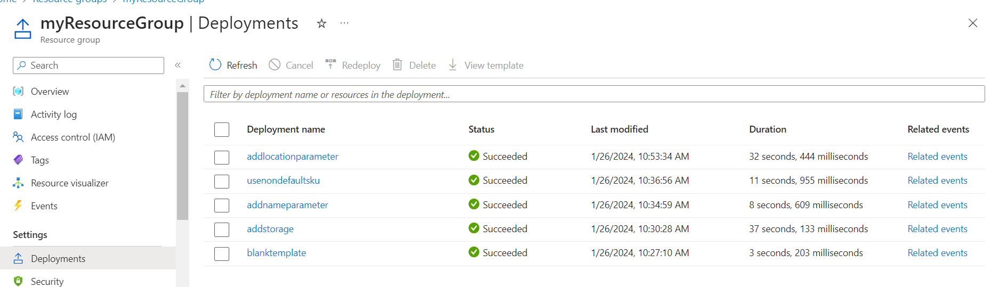 Home > Resource groups > myResourceGroup
myResourceGroup | Deployments ☆ ...
Resource group
Search
«
Overview
Activity log
Access control (IAM)
Tags
Resource visualizer
Events
Settings
Deployments
Security
Refresh Cancel Redeploy Delete View template
Filter by deployment name or resources in the deployment...
Deployment name Status Last modified Duration Related events
addlocationparameter Succeeded 1/26/2024, 10:53:34 AM 32 seconds, 444 milliseconds Related events
usenondefaultsku Succeeded 1/26/2024, 10:36:56 AM 11 seconds, 955 milliseconds Related events
addnameparameter Succeeded 1/26/2024, 10:34:59 AM 8 seconds, 609 milliseconds Related events
addstorage Succeeded 1/26/2024, 10:30:28 AM 37 seconds, 133 milliseconds Related events
blanktemplate Succeeded 1/26/2024, 10:27:10 AM 3 seconds, 203 milliseconds Related events